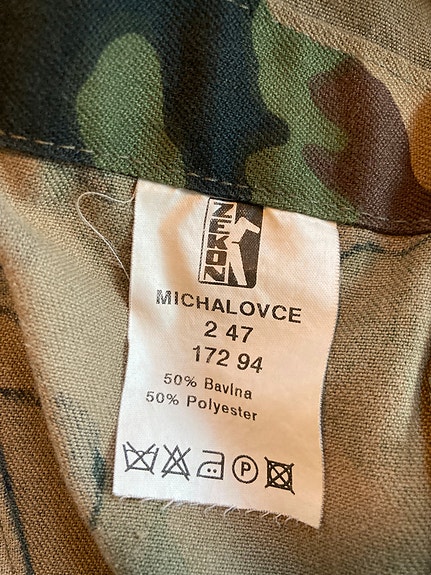 ZEKON
MICHALOVCE
2 47
172 94
50% Bavlna
50% Polyester
P